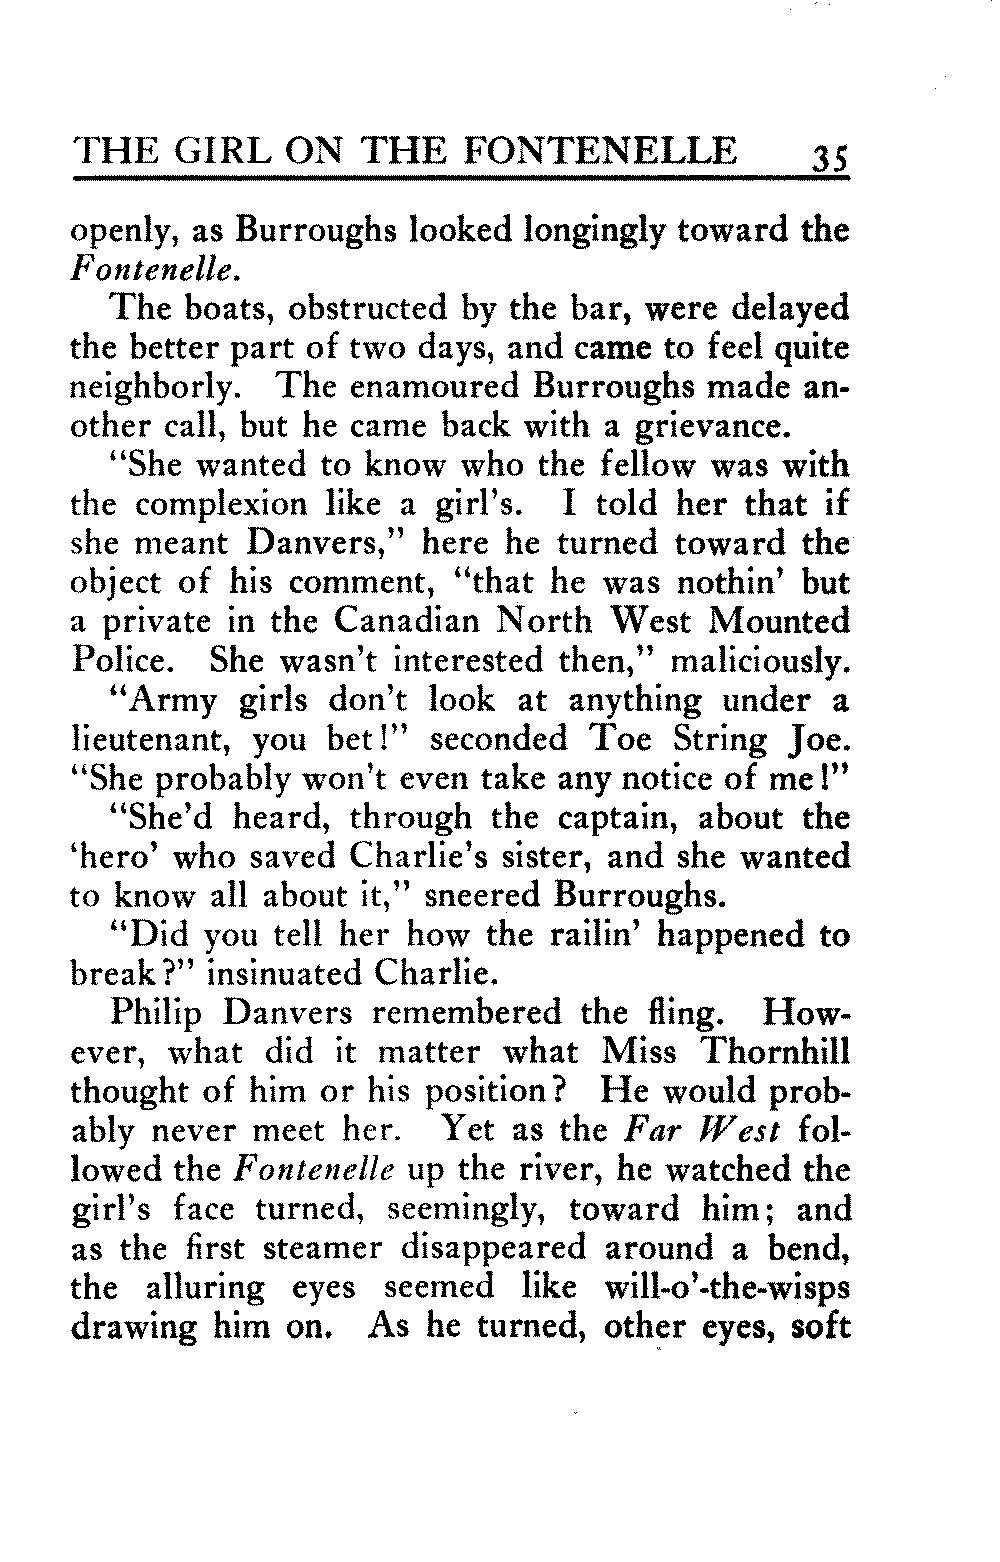 THE GIRL ON THE FONTENELLE 35
openly, as Burroughs looked longingly toward the
Fontenelle.
The boats, obstructed by the bar, were delayed
the better part of two days, and came to feel quite
neighborly. The enamoured Burroughs made an-
other call, but he came back with a grievance.
“She wanted to know who the fellow was with
the complexion like a girl’s. I told her that if
she meant Danvers,” here he turned toward the
object of his comment, “that he was nothin’ but
a private in the Canadian North West Mounted
Police. She wasn’t interested then,” maliciously.
“Army girls don’t look at anything under a
lieutenant, you bet!” seconded Toe String Joe.
“She probably won’t even take any notice of me!”
“She’d heard, through the captain, about the
‘hero’ who saved Charlie’s sister, and she wanted
to know all about it,” sneered Burroughs.
“Did you tell her how the railin’ happened to
break?” insinuated Charlie.
Philip Danvers remembered the fling. How-
ever, what did it matter what Miss Thornhill
thought of him or his position? He would prob-
ably never meet her. Yet as the Far West fol-
lowed the Fontenelle up the river, he watched the
girl’s face turned, seemingly, toward him; and
as the first steamer disappeared around a bend,
the alluring eyes seemed like will-o’-the-wisps
drawing him on. As he turned, other eyes, soft